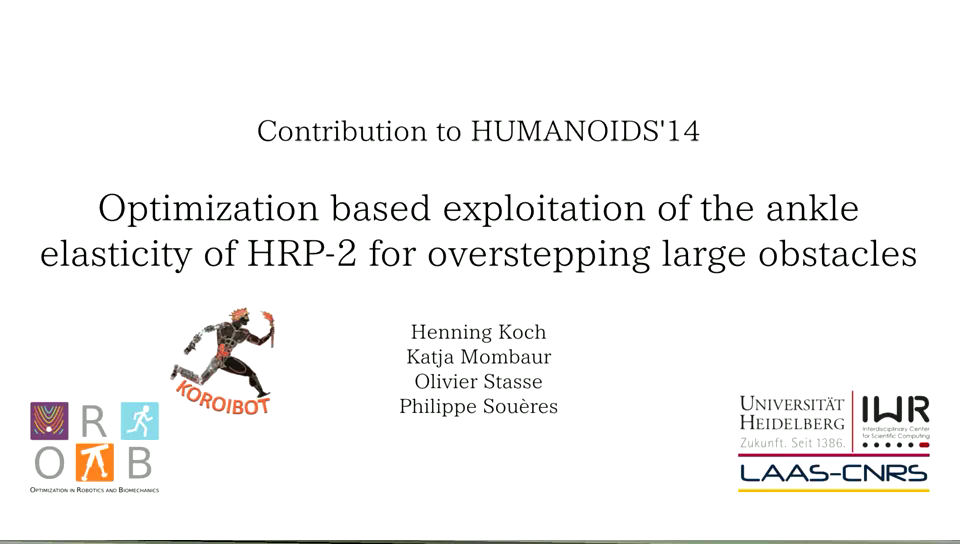 Contribution to HUMANOIDS'14
Optimization based exploitation of the ankle
elasticity of HRP-2 for overstepping large obstacles
Henning Koch
Katja Mombaur
Olivier Stasse
Philippe Souères
KOROIBOT
R
O B
OPTIMIZATION IN ROBOTICS AND BIOMECHANICS
UNIVERSITÄT
HEIDELBERG
Zukunft. Seit 1386.
IWR
Interdisciplinary Center
for Scientific Computing
LAAS-CNRS